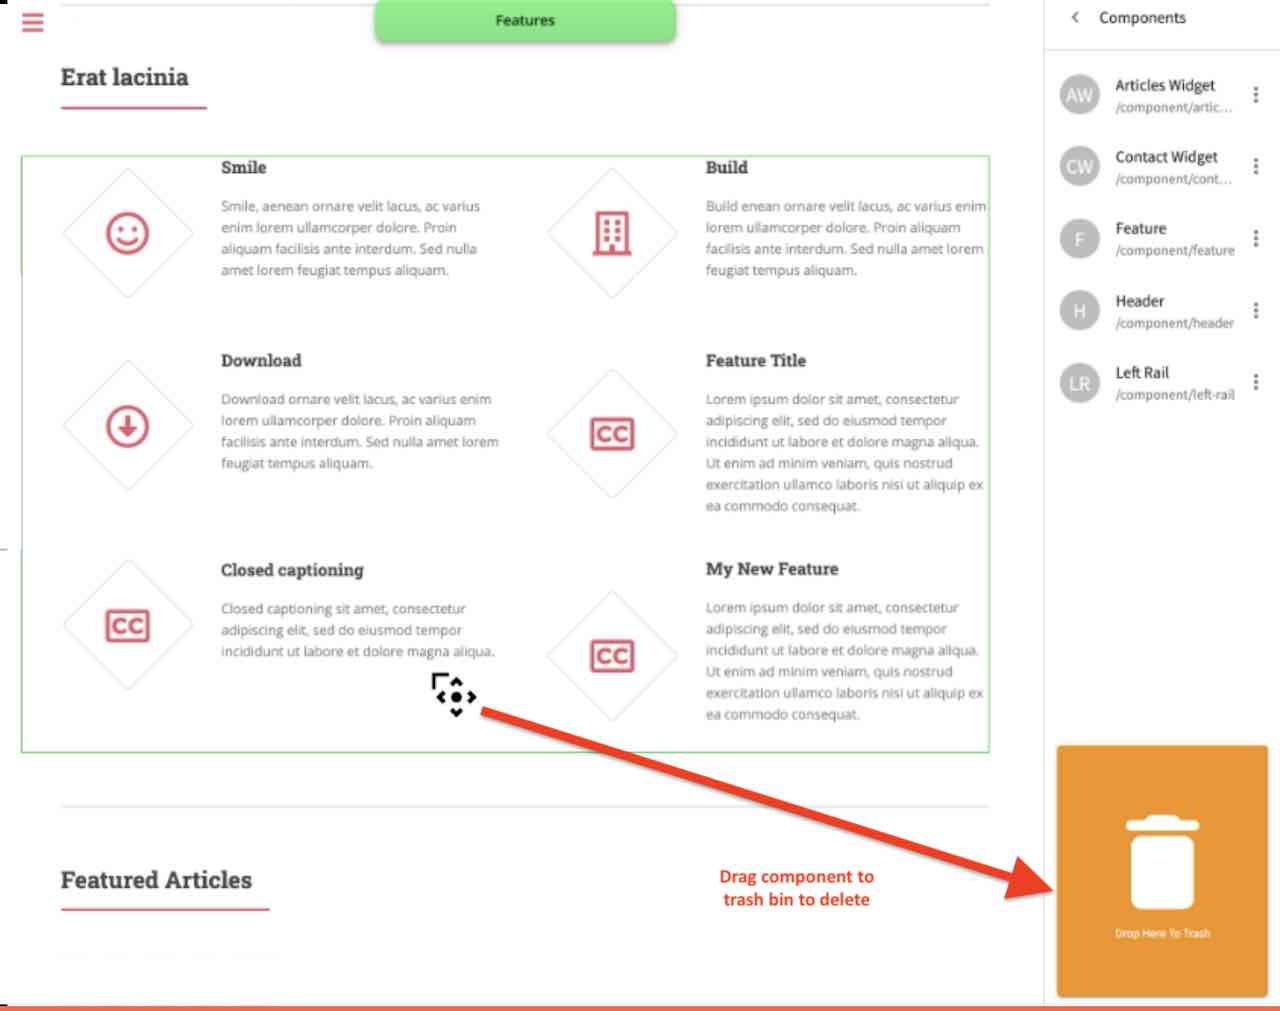 Features
Components
Erat lacinia
Smile
Smile, aenean ornare velit lacus, ac varius
enim lorem ullamcorper dolore. Proin
aliquam facilisis ante interdum. Sed nulla
amet lorem feugiat tempus aliquam.
Build
Build enean ornare velit lacus, ac varius enim
lorem ullamcorper dolore. Proin aliquam
facilisis ante interdum. Sed nulla amet lorem
feugiat tempus aliquam.
Download
Download ornare velit lacus, ac varius enim
lorem ullamcorper dolore. Proin aliquam
facilisis ante interdum. Sed nulla amet lorem
feugiat tempus aliquam.
Feature Title
CC
Lorem ipsum dolor sit amet, consectetur
adipiscing elit, sed do eiusmod tempor
incididunt ut labore et dolore magna aliqua.
Ut enim ad minim veniam, quis nostrud
exercitation ullamco laboris nisi ut aliquip ex
ea commodo consequat.
Closed captioning
CC
Closed captioning sit amet, consectetur
adipiscing elit, sed do eiusmod tempor
incididunt ut labore et dolore magna aliqua.
My New Feature
CC
Lorem ipsum dolor sit amet, consectetur
adipiscing elit, sed do eiusmod tempor
incididunt ut labore et dolore magna aliqua.
Ut enim ad minim veniam, quis nostrud
exercitation ullamco laboris nisi ut aliquip ex
ea commodo consequat.
Featured Articles
Drag component to
trash bin to delete
AW
Articles Widget
/component/artic...
CW
Contact Widget
/component/cont...
F
Feature
/component/feature
H
Header
/component/header
LR
Left Rail
/component/left-rail
Drop Here To Trash